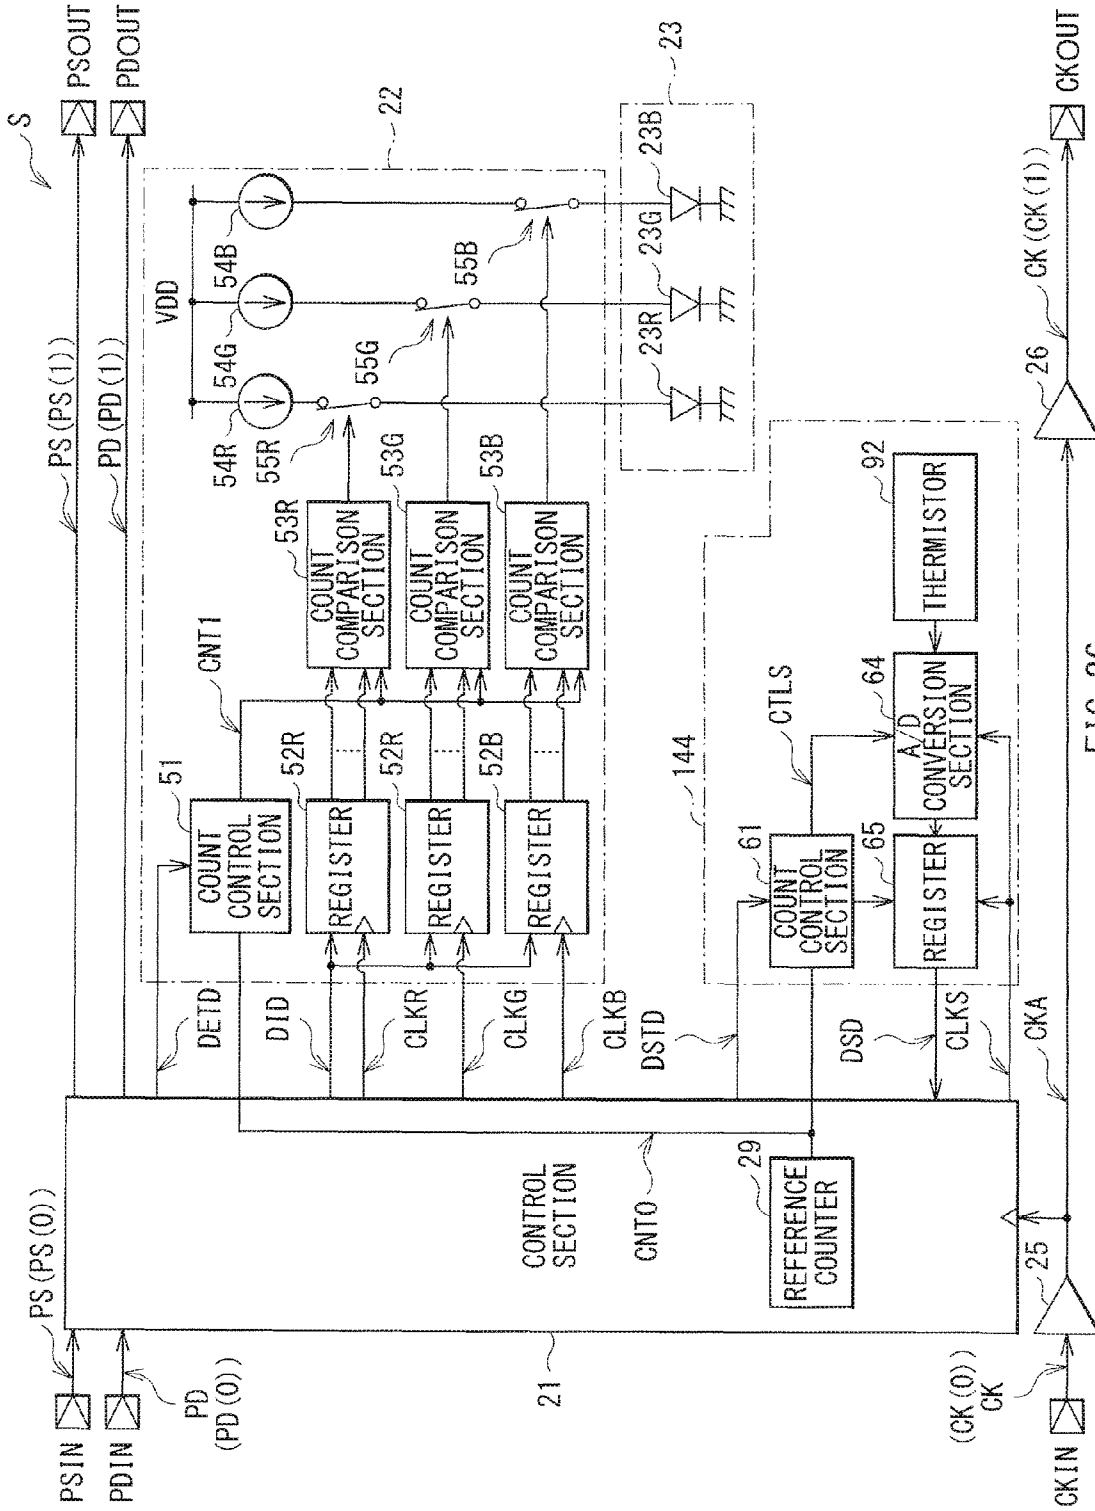 S
PSIN
PS(PS(0))
PS(PS(1))
PSOUT
PDIN
PD
(PD(0))
PD(PD(1))
PDOUT
21
CONTROL
SECTION
DETD
DID
CLKR
CLKG
CLKB
CNT0
29
REFERENCE
COUNTER
22
51
COUNT
CONTROL
SECTION
CNT1
52R
REGISTER
52R
REGISTER
52B
REGISTER
53R
COUNT
COMPARISON
SECTION
53G
COUNT
COMPARISON
SECTION
53B
COUNT
COMPARISON
SECTION
VDD
54R
54G
54B
55R
55G
55B
23
23R
23G
23B
DSTD
DSD
CLKS
144
61
COUNT
CONTROL
SECTION
CTLS
65
REGISTER
64
A/D
CONVERSION
SECTION
92
THERMISTOR
CKIN
(CK(0))
CK
25
CKA
26
CK(CK(1))
CKOUT